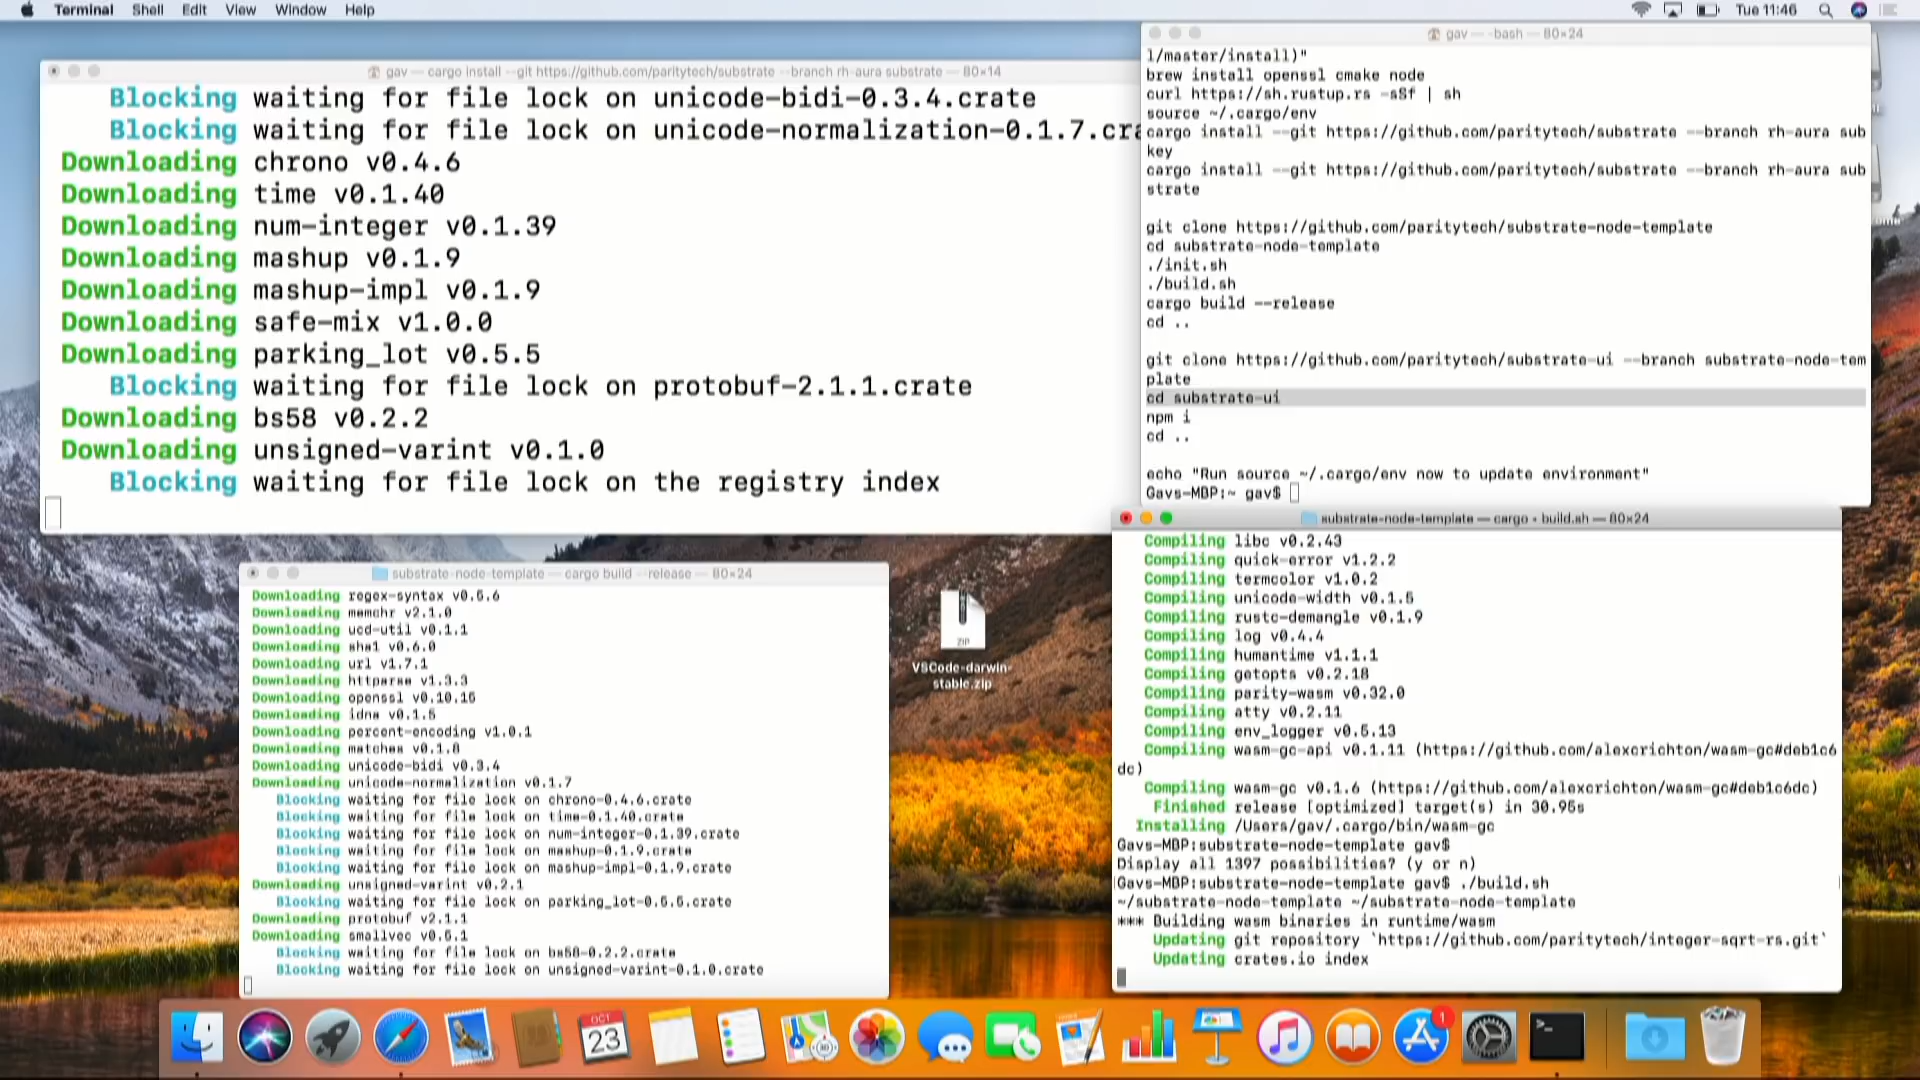 Terminal Shell Edit View Window Help
Tue 11:46
gav — cargo install --git https://github.com/paritytech/substrate --branch rh-aura substrate — 80×14
Blocking waiting for file lock on unicode-bidi-0.3.4.crate
Blocking waiting for file lock on unicode-normalization-0.1.7.cra
Downloading chrono v0.4.6
Downloading time v0.1.40
Downloading num-integer v0.1.39
Downloading mashup v0.1.9
Downloading mashup-impl v0.1.9
Downloading safe-mix v1.0.0
Downloading parking_lot v0.5.5
Blocking waiting for file lock on protobuf-2.1.1.crate
Downloading bs58 v0.2.2
Downloading unsigned-varint v0.1.0
Blocking waiting for file lock on the registry index
gav — -bash — 80×24
l/master/install)"
brew install openssl cmake node
curl https://sh.rustup.rs -sSf | sh
source ~/.cargo/env
cargo install --git https://github.com/paritytech/substrate --branch rh-aura sub
key
cargo install --git https://github.com/paritytech/substrate --branch rh-aura sub
strate
git clone https://github.com/paritytech/substrate-node-template
cd substrate-node-template
./init.sh
./build.sh
cargo build --release
cd ..
git clone https://github.com/paritytech/substrate-ui --branch substrate-node-tem
plate
cd substrate-ui
npm i
cd ..
echo "Run source ~/.cargo/env now to update environment"
Gavs-MBP:~ gav$
substrate-node-template — cargo build --release — 80×24
Downloading regex-syntax v0.5.6
Downloading memchr v2.1.0
Downloading ucd-util v0.1.1
Downloading sha1 v0.6.0
Downloading url v1.7.1
Downloading httparse v1.3.3
Downloading openssl v0.10.15
Downloading idna v0.1.5
Downloading percent-encoding v1.0.1
Downloading matches v0.1.8
Downloading unicode-bidi v0.3.4
Downloading unicode-normalization v0.1.7
Blocking waiting for file lock on chrono-0.4.6.crate
Blocking waiting for file lock on time-0.1.40.crate
Blocking waiting for file lock on num-integer-0.1.39.crate
Blocking waiting for file lock on mashup-0.1.9.crate
Blocking waiting for file lock on mashup-impl-0.1.9.crate
Downloading unsigned-varint v0.2.1
Blocking waiting for file lock on parking_lot-0.5.5.crate
Downloading protobuf v2.1.1
Downloading smallvec v0.6.1
Blocking waiting for file lock on bs58-0.2.2.crate
Blocking waiting for file lock on unsigned-varint-0.1.0.crate
ZIP
VSCode-darwin-
stable.zip
substrate-node-template — cargo • build.sh — 80×24
Compiling libc v0.2.43
Compiling quick-error v1.2.2
Compiling termcolor v1.0.2
Compiling unicode-width v0.1.5
Compiling rustc-demangle v0.1.9
Compiling log v0.4.4
Compiling humantime v1.1.1
Compiling getopts v0.2.18
Compiling parity-wasm v0.32.0
Compiling atty v0.2.11
Compiling env_logger v0.5.13
Compiling wasm-gc-api v0.1.11 (https://github.com/alexcrichton/wasm-gc#deb1c6
dc)
Compiling wasm-gc v0.1.6 (https://github.com/alexcrichton/wasm-gc#deb1c6dc)
Finished release [optimized] target(s) in 30.95s
Installing /Users/gav/.cargo/bin/wasm-gc
Gavs-MBP:substrate-node-template gav$
Display all 1397 possibilities? (y or n)
Gavs-MBP:substrate-node-template gav$ ./build.sh
~/substrate-node-template ~/substrate-node-template
*** Building wasm binaries in runtime/wasm
Updating git repository `https://github.com/paritytech/integer-sqrt-rs.git`
Updating crates.io index
OCT
23
1